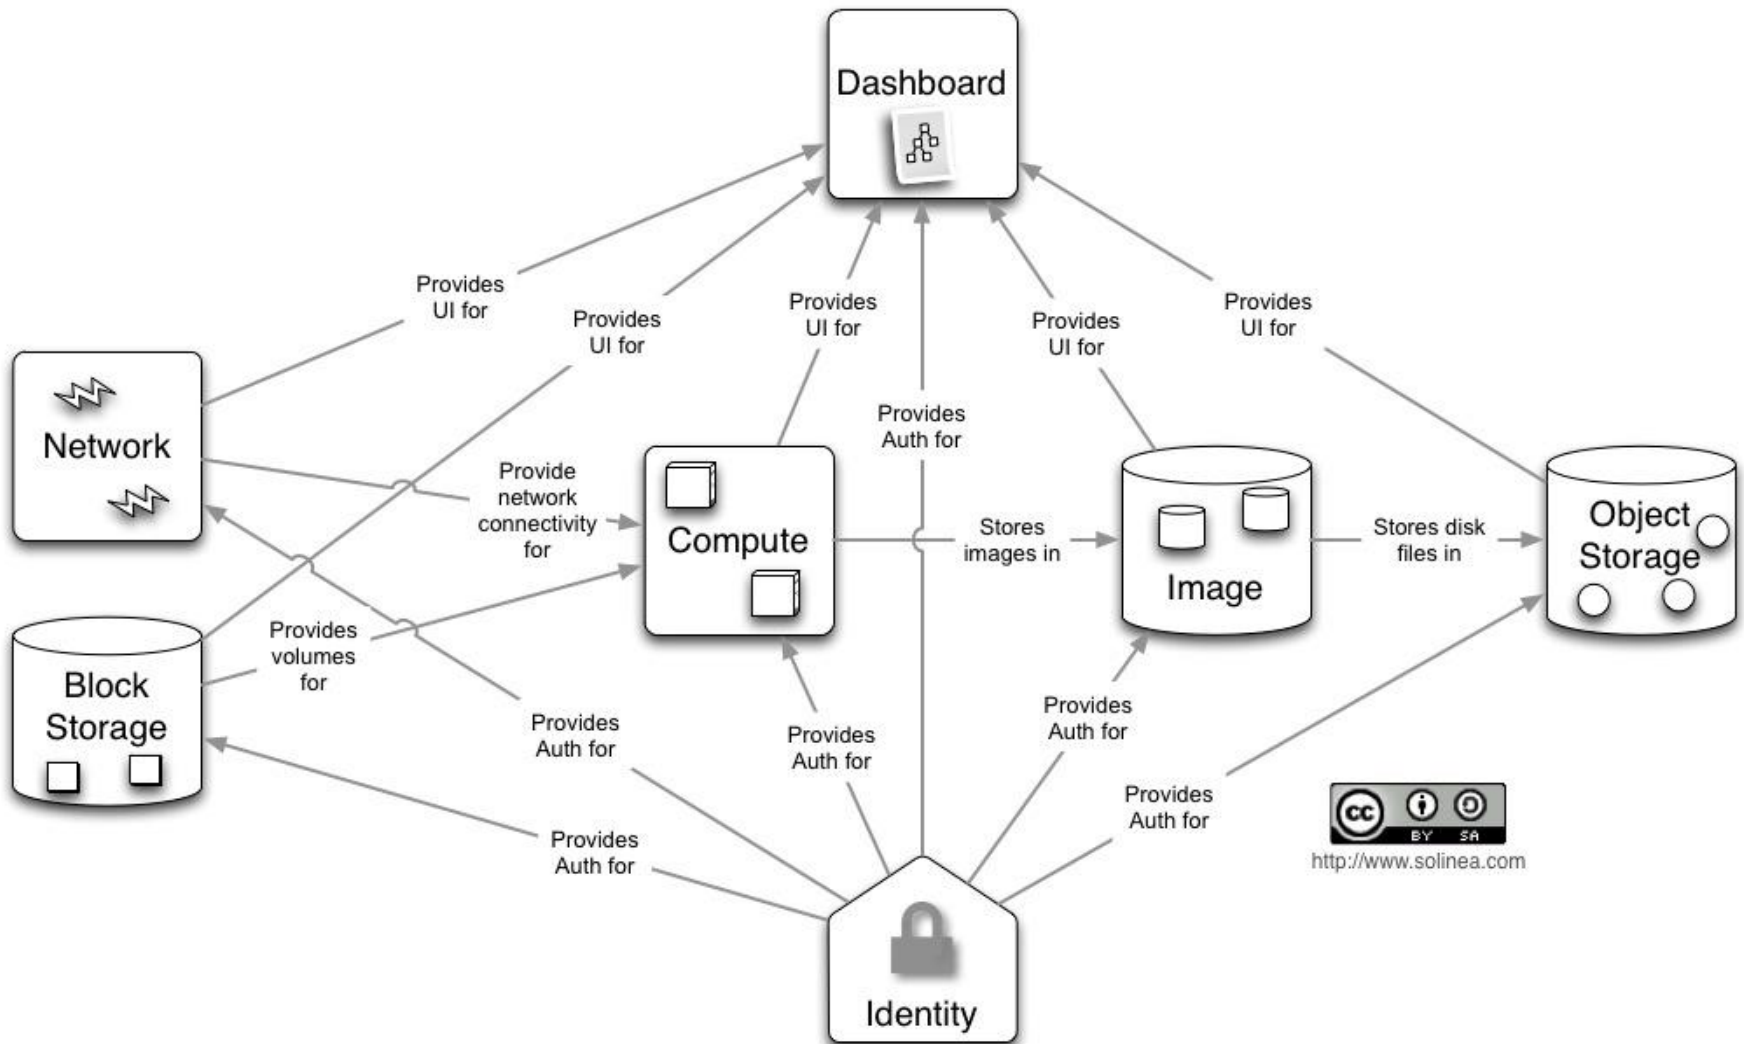 Dashboard
Provides
UI for
Provides
UI for
Provides
UI for
Provides
UI for
Provides
UI for
Provides
Auth for
Network
Provide
network
connectivity
for
Compute
Stores
images in
Image
Stores disk
files in
Object
Storage
Block
Storage
Provides
volumes
for
Provides
Auth for
Provides
Auth for
Provides
Auth for
Provides
Auth for
Provides
Auth for
cc
BY SA
http://www.solinea.com
Identity